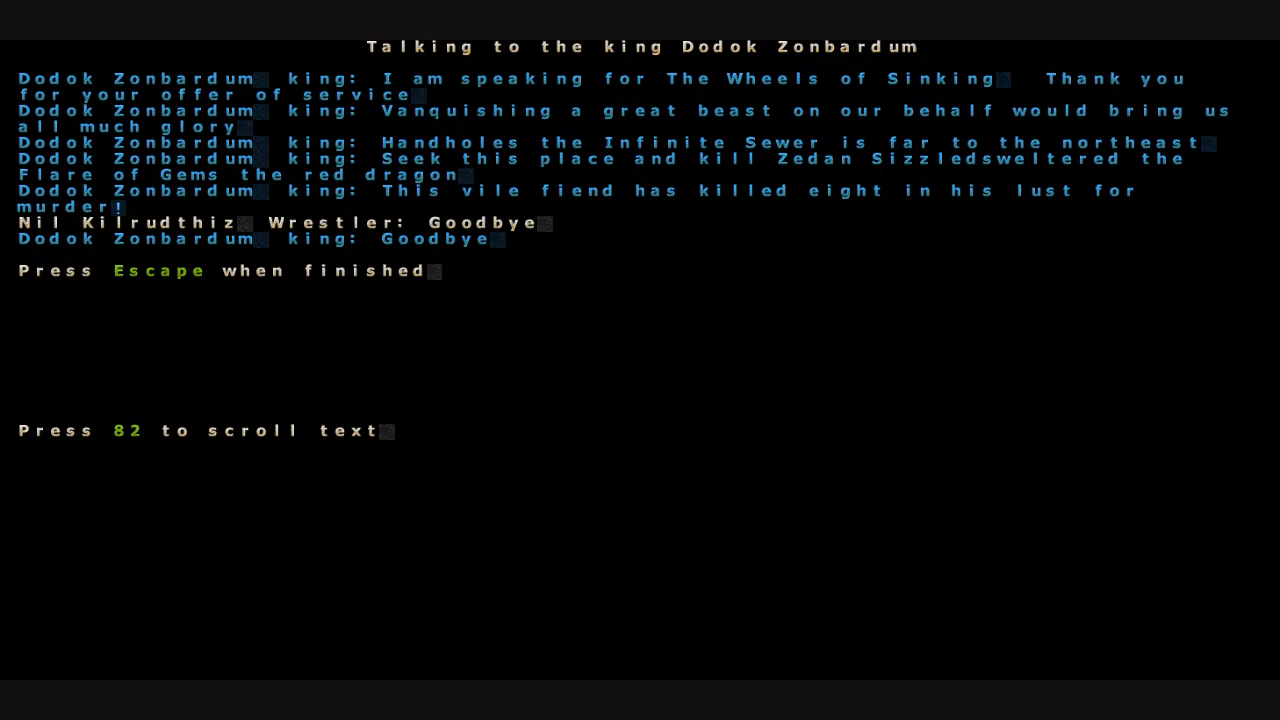 Talking to the king Dodok Zonbardum
Dodok Zonbardum king: I am speaking for The Wheels of Sinking Thank you
for your offer of service
Dodok Zonbardum king: Vanquishing a great beast on our behalf would bring us
all much glory
Dodok Zonbardum king: Handholes the Infinite Sewer is far to the northeast
Dodok Zonbardum king: Seek this place and kill Zedan Sizzledsweltered the
Flare of Gems the red dragon
Dodok Zonbardum king: This vile fiend has killed eight in his lust for
murder!
Nil Kilrudthiz Wrestler: Goodbye
Dodok Zonbardum king: Goodbye
Press Escape when finished
Press 82 to scroll text